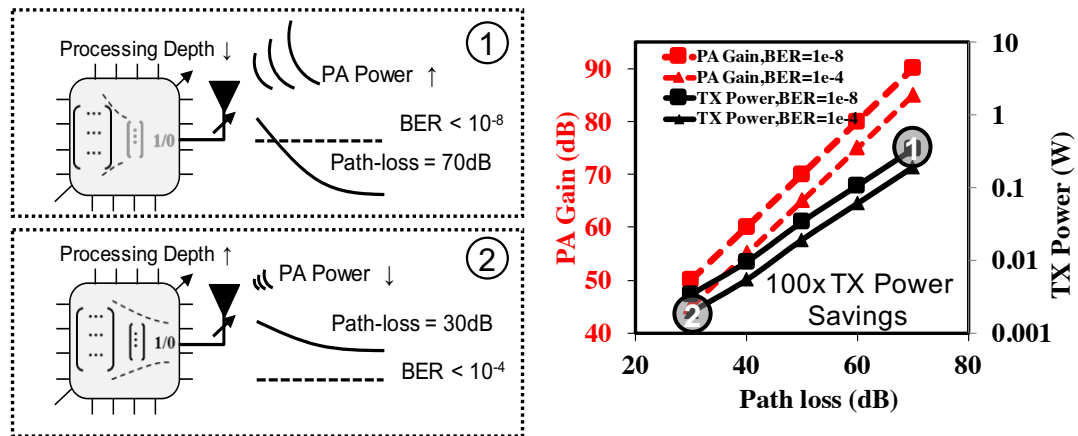 1
Processing Depth ↓
PA Power ↑
BER < 10⁻⁸
1/0
Path-loss = 70dB
2
Processing Depth ↑
PA Power ↓
Path-loss = 30dB
1/0
BER < 10⁻⁴
PA Gain (dB)
90
80
70
60
50
40
PA Gain,BER=1e-8
PA Gain,BER=1e-4
TX Power,BER=1e-8
TX Power,BER=1e-4
1
2
100x TX Power
Savings
10
1
0.1
0.01
0.001
TX Power (W)
20
40
60
80
Path loss (dB)